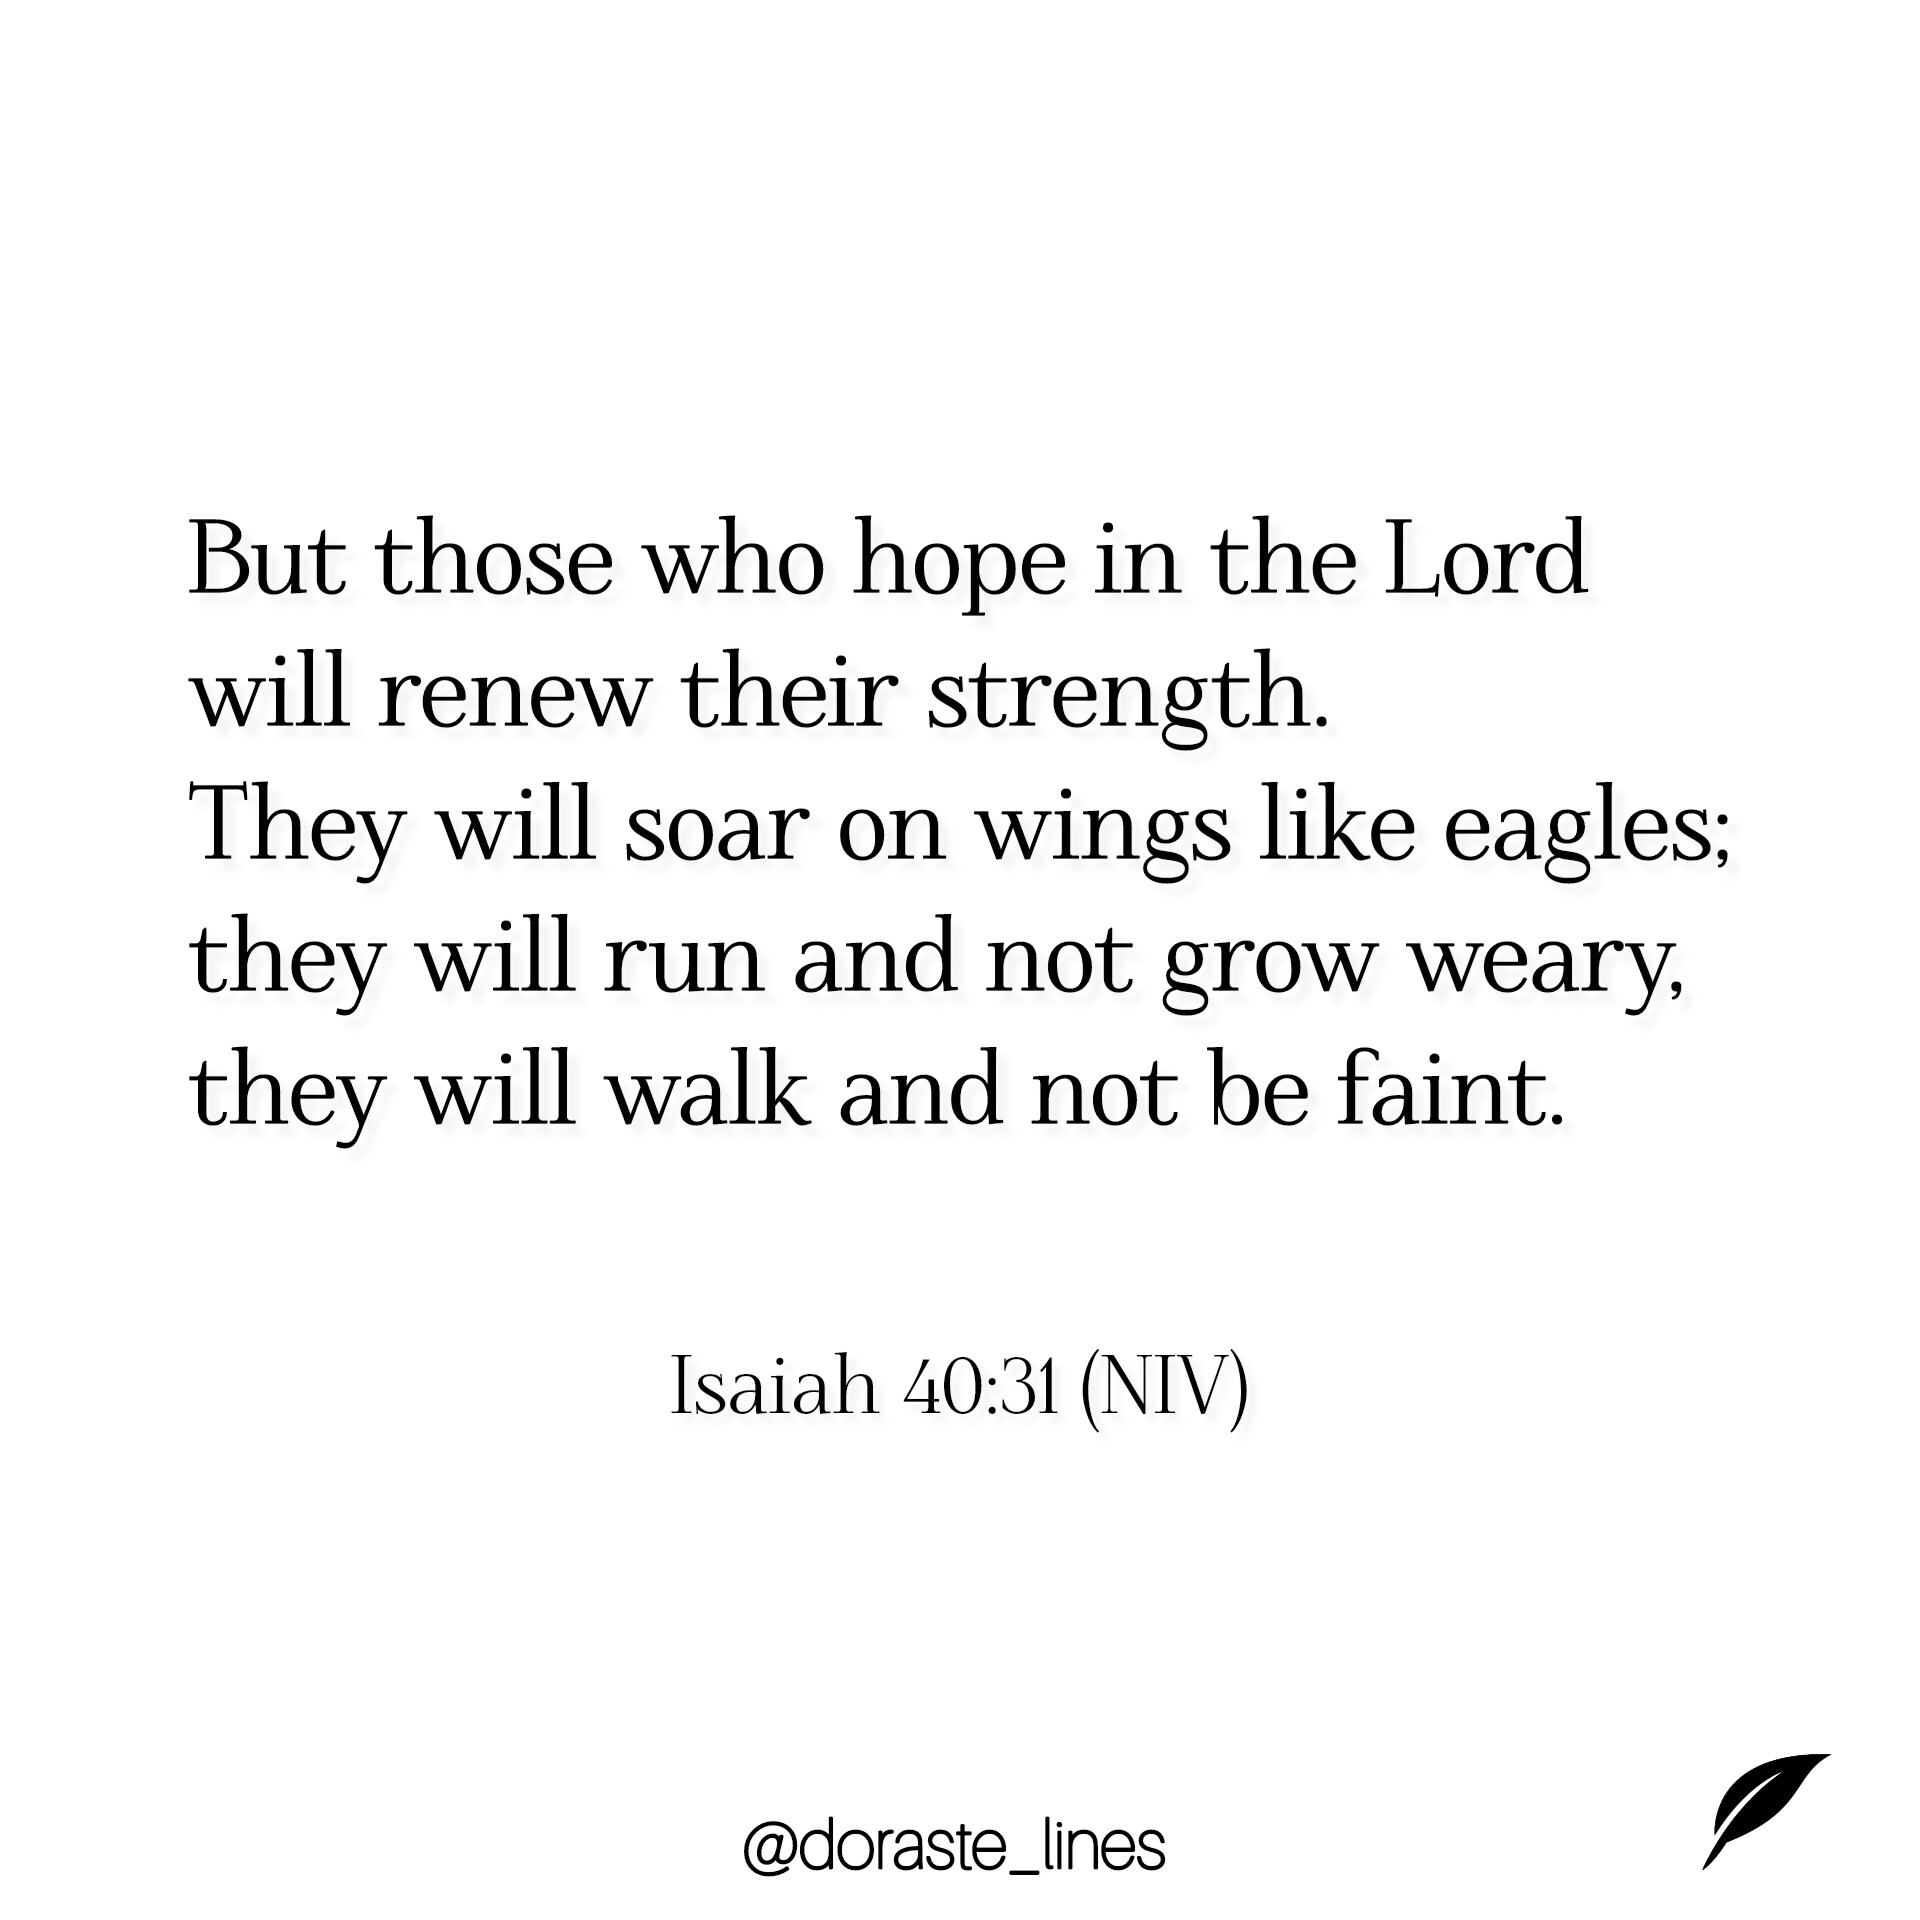 But those who hope in the Lord
will renew their strength.
They will soar on wings like eagles;
they will run and not grow weary,
they will walk and not be faint.
Isaiah 40:31 (NIV)
@doraste_lines